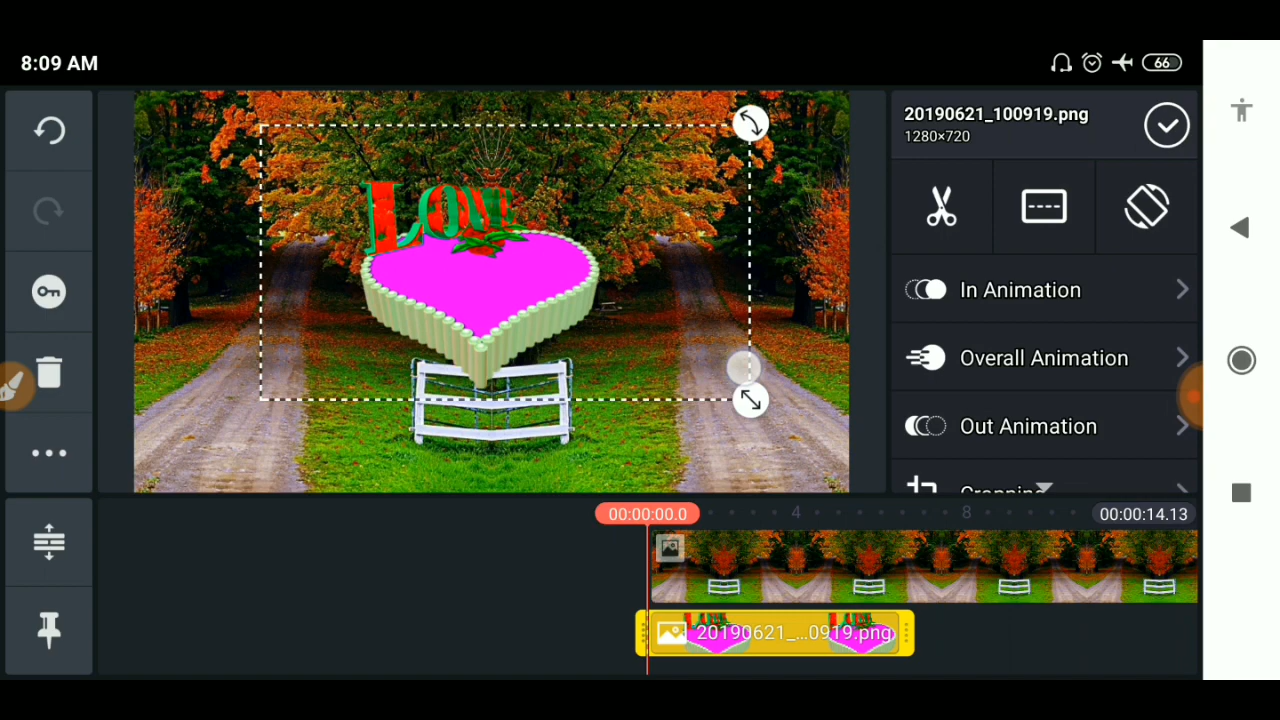 8:09 AM
66
20190621_100919.png
1280×720
LOVE
In Animation
Overall Animation
Out Animation
Cropping
00:00:00.0
4
8
00:00:14.13
20190621_...0919.png